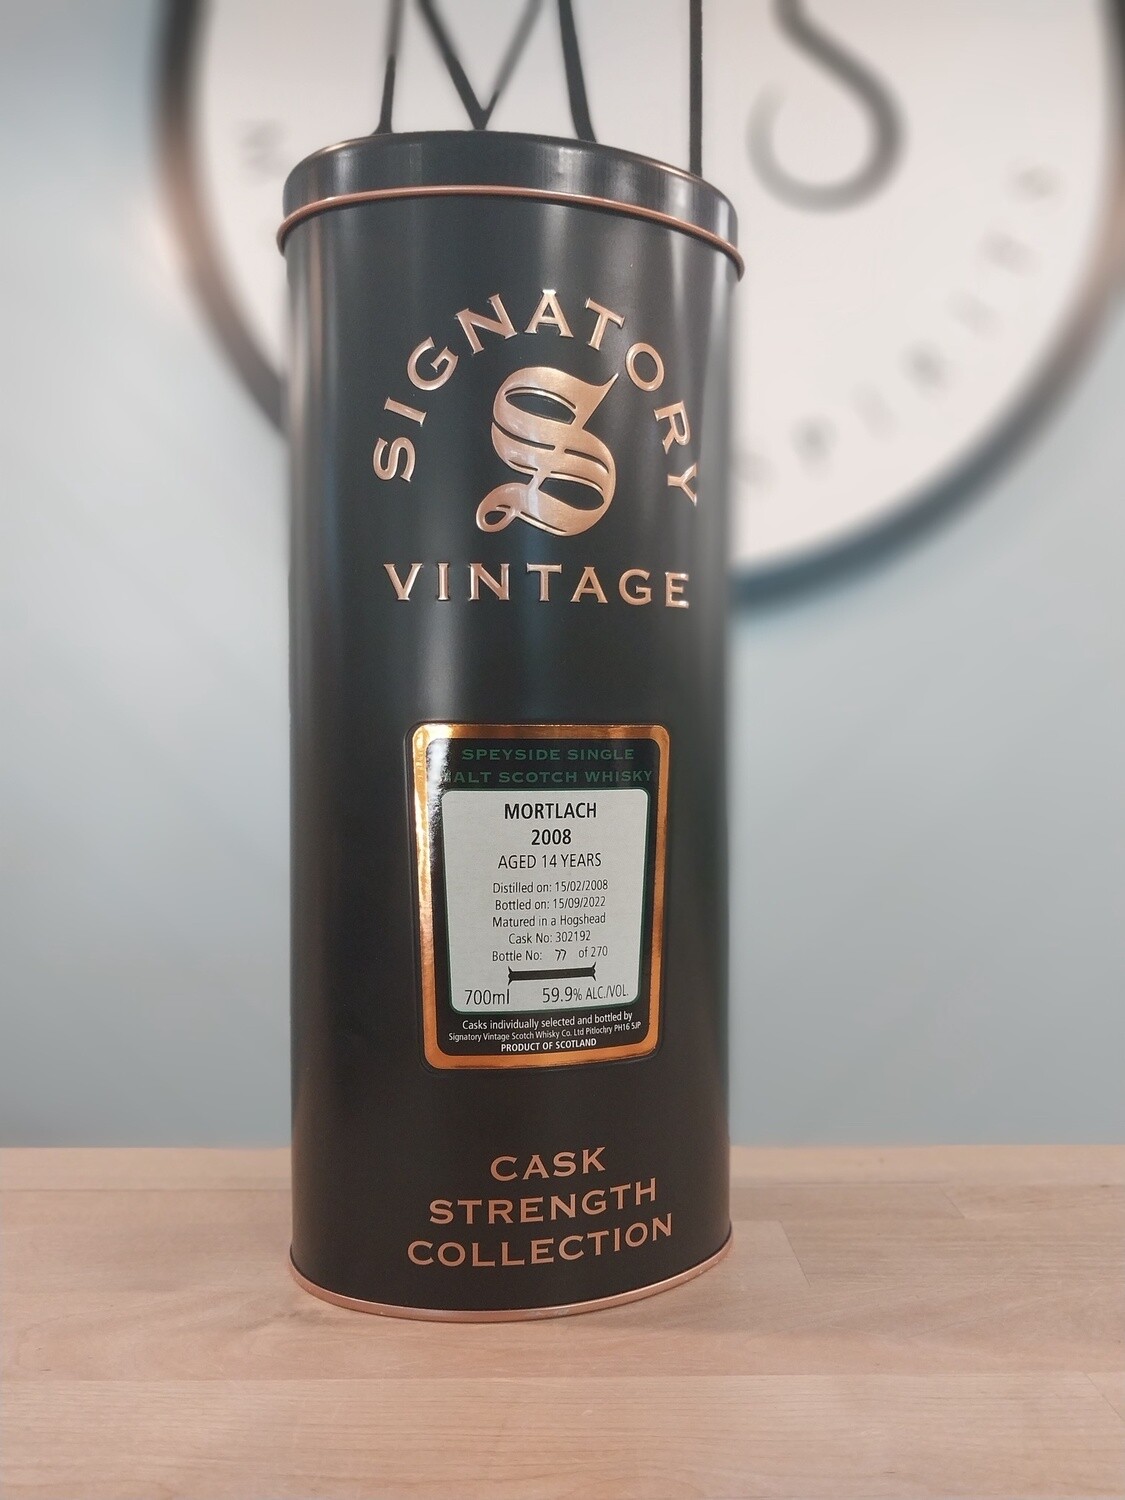 M S
SIGNATORY
S
VINTAGE
SPEYSIDE SINGLE
MALT SCOTCH WHISKY
MORTLACH
2008
AGED 14 YEARS
Distilled on: 15/02/2008
Bottled on: 15/09/2022
Matured in a Hogshead
Cask No: 302192
Bottle No: 77 of 270
700ml 59.9% ALC./VOL.
Casks individually selected and bottled by
Signatory Vintage Scotch Whisky Co. Ltd Pitlochry PH16 5JP
PRODUCT OF SCOTLAND
CASK
STRENGTH
COLLECTION